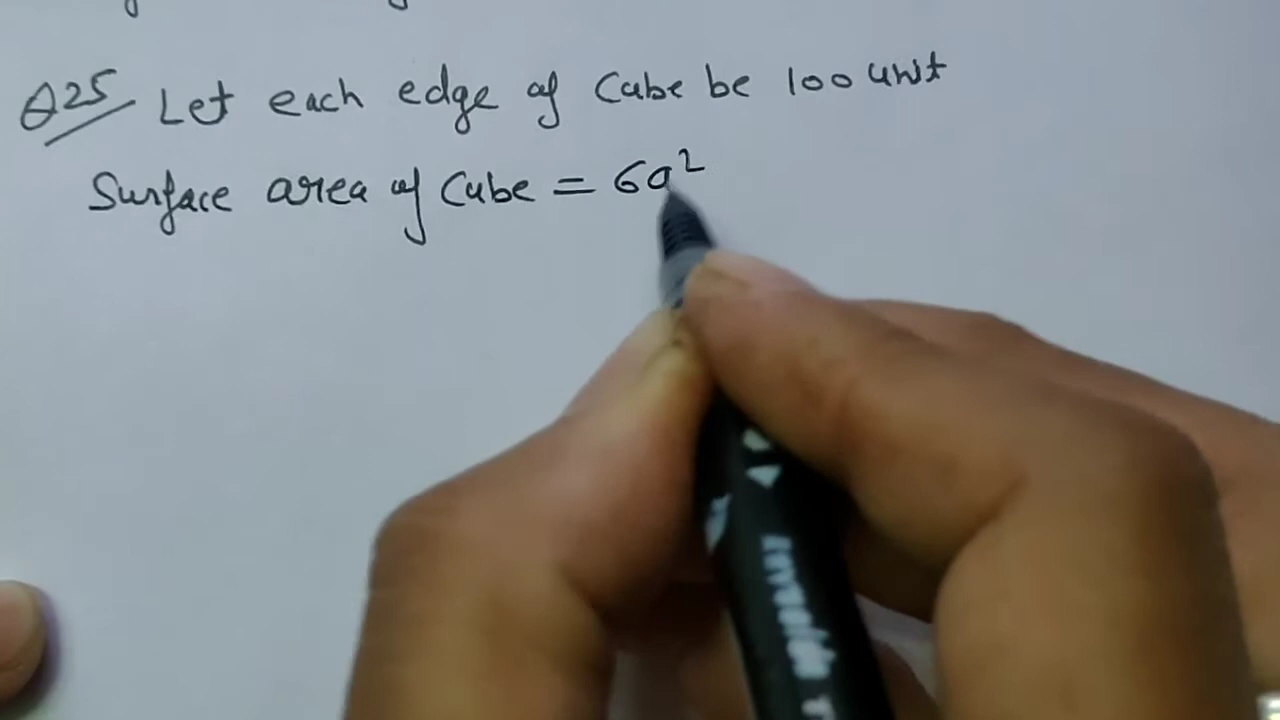 Q25 Let each edge of Cube be 100 unit
Surface area of Cube = 6a²